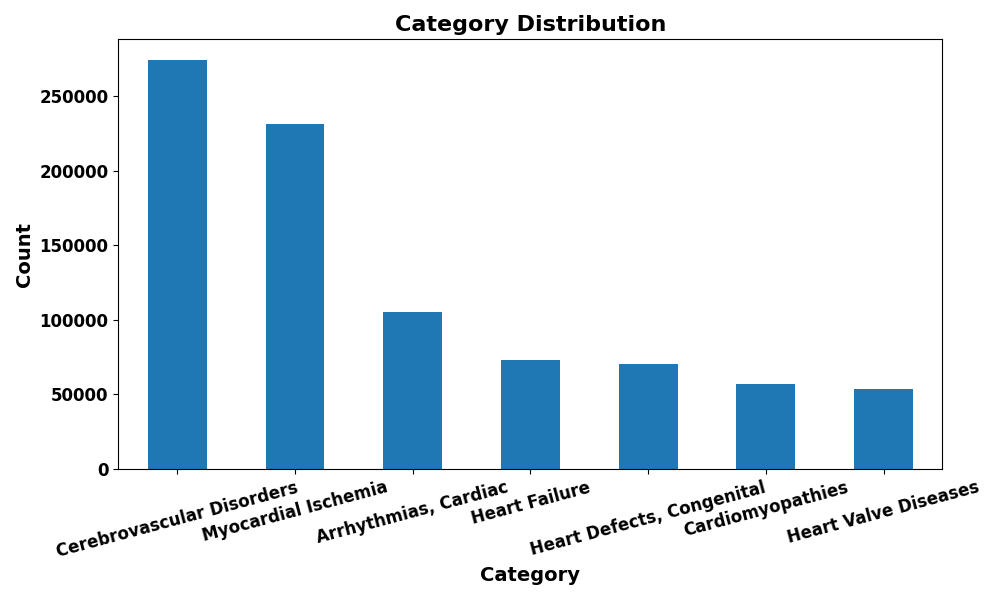 Category Distribution
Count
250000
200000
150000
100000
50000
0
Cerebrovascular Disorders
Myocardial Ischemia
Arrhythmias, Cardiac
Heart Failure
Heart Defects, Congenital
Cardiomyopathies
Heart Valve Diseases
Category